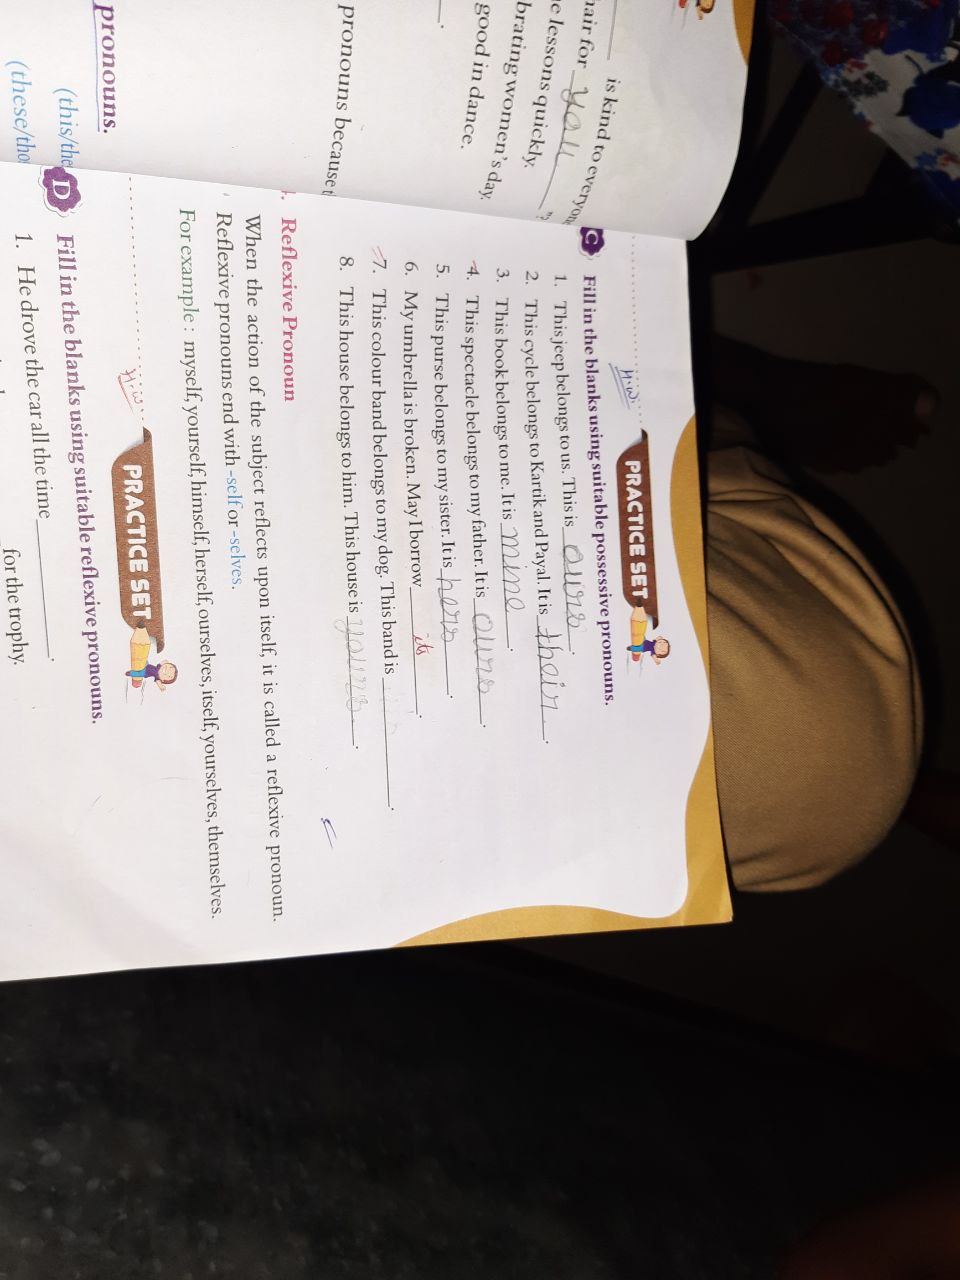 is kind to everyone
hair for you ?
e lessons quickly.
brating women's day.
good in dance.
.
pronouns because
pronouns.
(this/the
(these/tho
H.W.
PRACTICE SET
C Fill in the blanks using suitable possessive pronouns.
1. This jeep belongs to us. This is ours.
2. This cycle belongs to Kartik and Payal. It is their.
3. This book belongs to me. It is mine.
4. This spectacle belongs to my father. It is ours.
5. This purse belongs to my sister. It is hers.
6. My umbrella is broken. May I borrow its.
7. This colour band belongs to my dog. This band is .
8. This house belongs to him. This house is yours.
Reflexive Pronoun
When the action of the subject reflects upon itself, it is called a reflexive pronoun.
Reflexive pronouns end with -self or -selves.
For example : myself, yourself, himself, herself, ourselves, itself, yourselves, themselves.
H.W.
PRACTICE SET
D Fill in the blanks using suitable reflexive pronouns.
1. He drove the car all the time .
for the trophy.